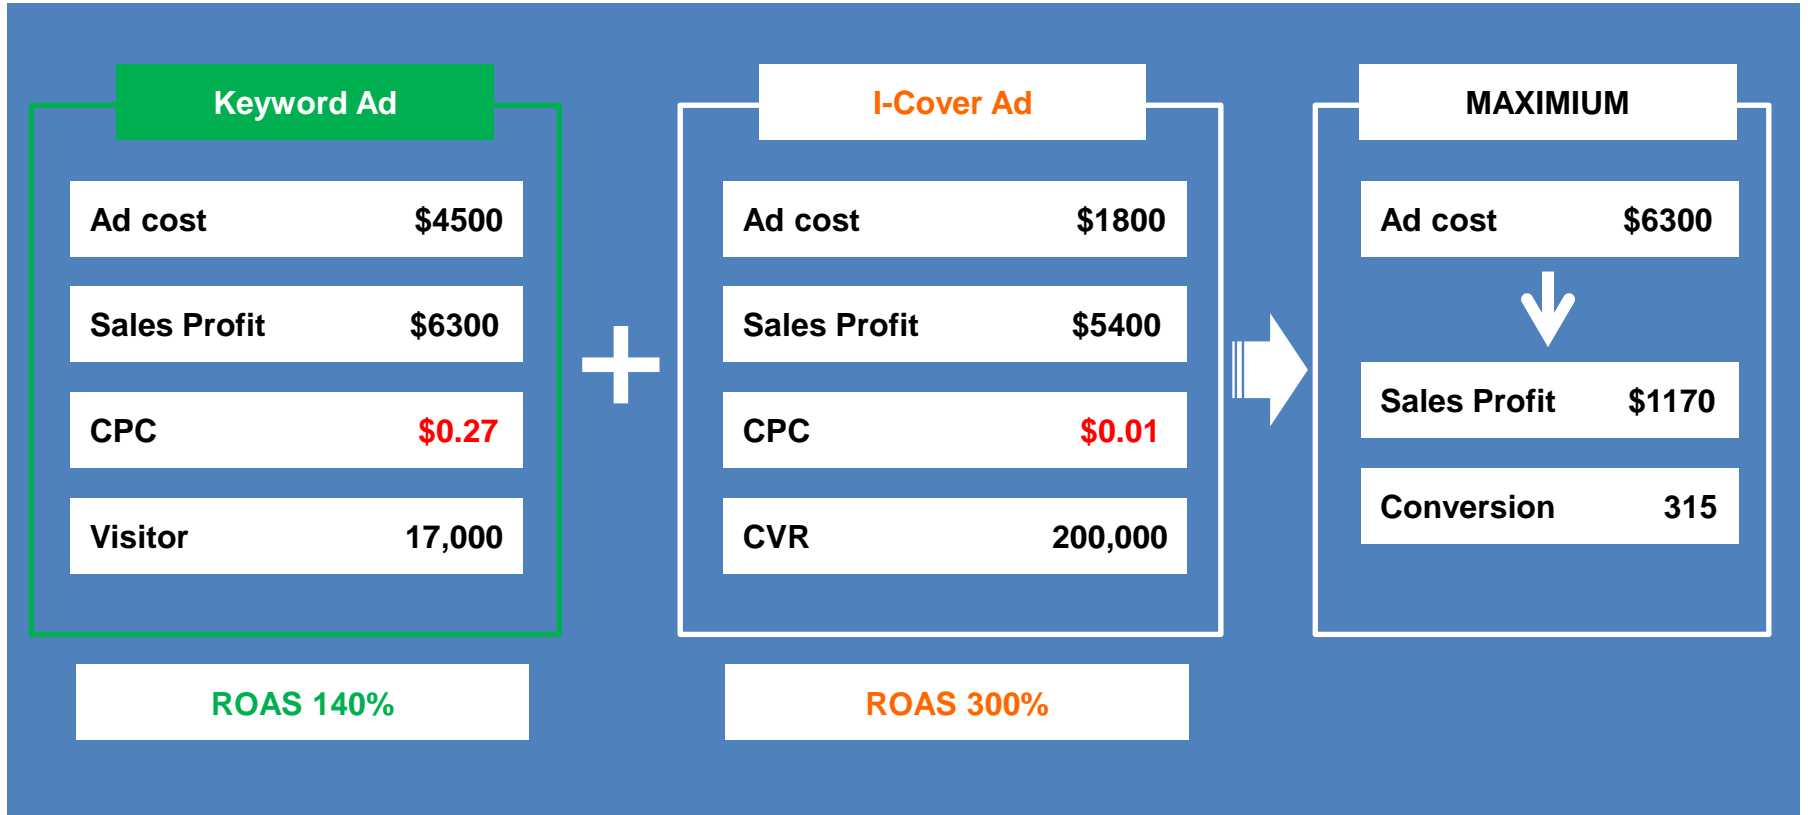 Keyword Ad
Ad cost $4500
Sales Profit $6300
CPC $0.27
Visitor 17,000
ROAS 140%
I-Cover Ad
Ad cost $1800
Sales Profit $5400
CPC $0.01
CVR 200,000
ROAS 300%
MAXIMIUM
Ad cost $6300
Sales Profit $1170
Conversion 315